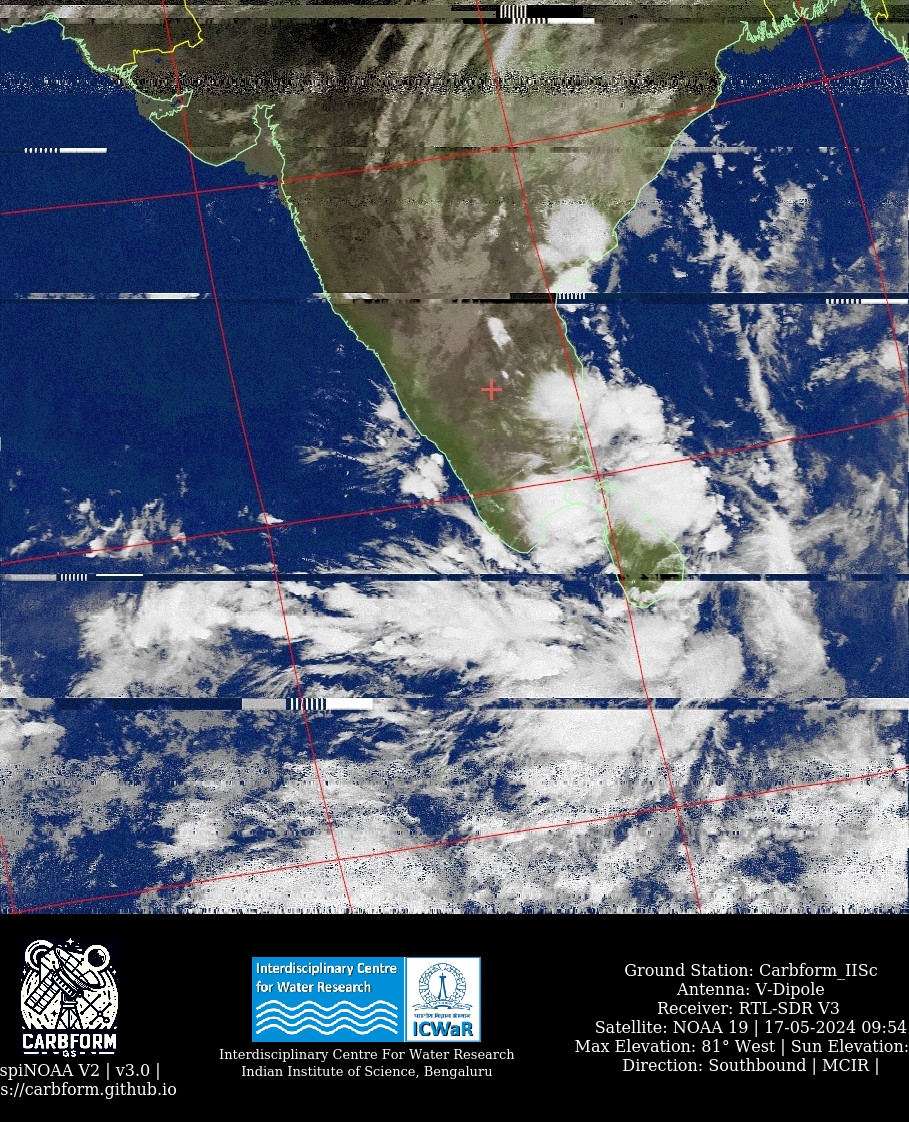 CARBFORM
GS
spiNOAA V2 | v3.0 |
s://carbform.github.io
Interdisciplinary Centre
for Water Research
भारतीय विज्ञान संस्थान
ICWaR
Interdisciplinary Centre For Water Research
Indian Institute of Science, Bengaluru
Ground Station: Carbform_IISc
Antenna: V-Dipole
Receiver: RTL-SDR V3
Satellite: NOAA 19 | 17-05-2024 09:54
Max Elevation: 81° West | Sun Elevation:
Direction: Southbound | MCIR |